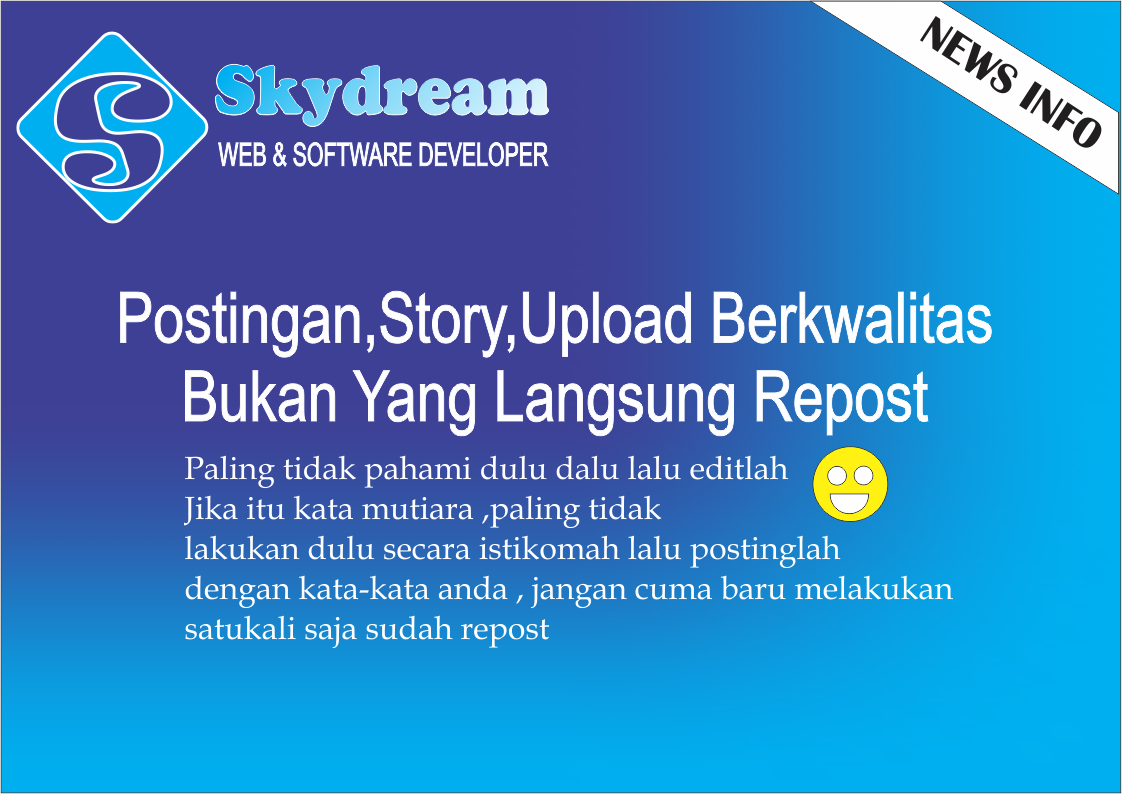 Skydream
WEB & SOFTWARE DEVELOPER
NEWS INFO
Postingan,Story,Upload Berkwalitas
Bukan Yang Langsung Repost
Paling tidak pahami dulu dalu lalu editlah
Jika itu kata mutiara ,paling tidak
lakukan dulu secara istikomah lalu postinglah
dengan kata-kata anda , jangan cuma baru melakukan
satukali saja sudah repost